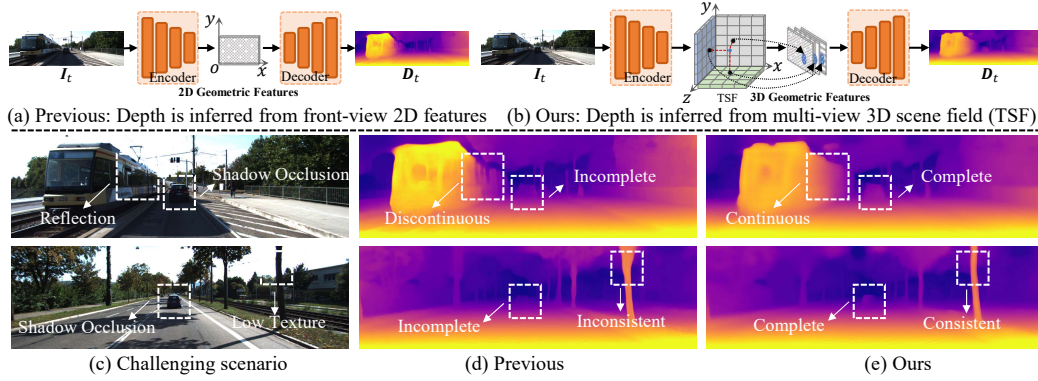 y
I_t
Encoder
O
x
Decoder
D_t
2D Geometric Features
(a) Previous: Depth is inferred from front-view 2D features
y
I_t
Encoder
x
z
TSF
3D Geometric Features
Decoder
D_t
(b) Ours: Depth is inferred from multi-view 3D scene field (TSF)
Shadow Occlusion
Reflection
Incomplete
Discontinuous
Complete
Continuous
Shadow Occlusion
Low Texture
Incomplete
Inconsistent
Complete
Consistent
(c) Challenging scenario
(d) Previous
(e) Ours